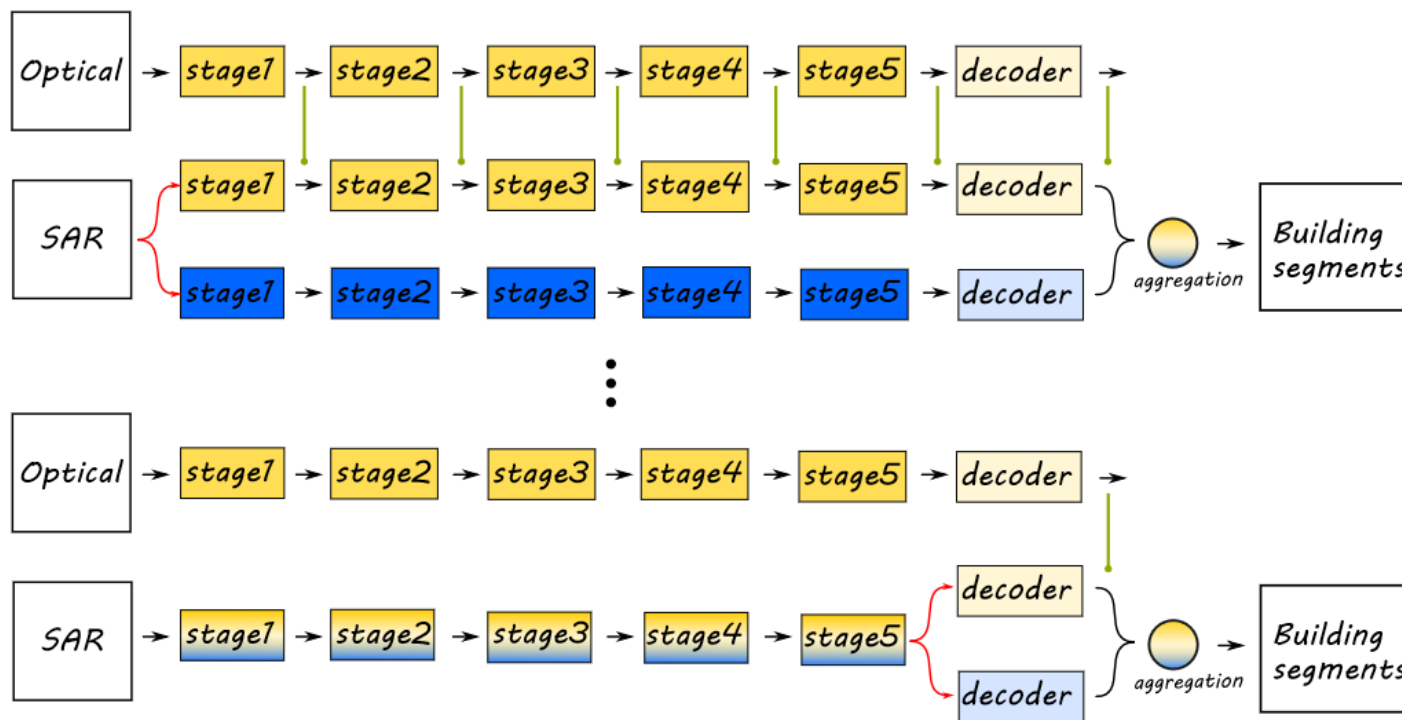 Optical
stage1 stage2 stage3 stage4 stage5 decoder
stage1 stage2 stage3 stage4 stage5 decoder
SAR
stage1 stage2 stage3 stage4 stage5 decoder
aggregation
Building
segments
Optical
stage1 stage2 stage3 stage4 stage5 decoder
SAR
stage1 stage2 stage3 stage4 stage5
decoder
decoder
aggregation
Building
segments